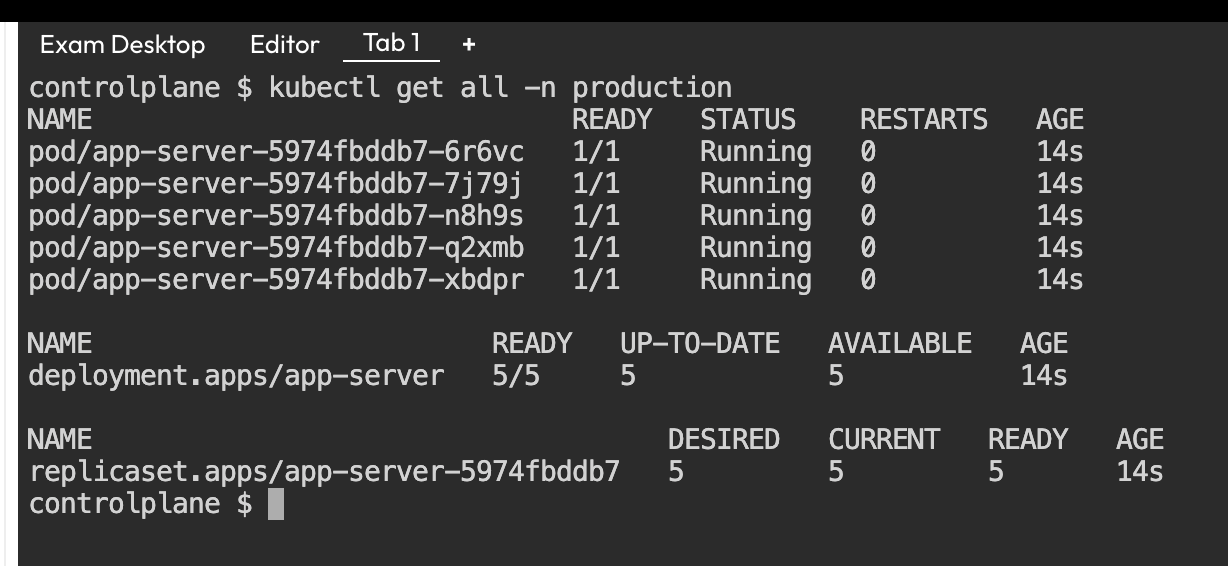 Exam Desktop Editor Tab 1 +
controlplane $ kubectl get all -n production
NAME READY STATUS RESTARTS AGE
pod/app-server-5974fbddb7-6r6vc 1/1 Running 0 14s
pod/app-server-5974fbddb7-7j79j 1/1 Running 0 14s
pod/app-server-5974fbddb7-n8h9s 1/1 Running 0 14s
pod/app-server-5974fbddb7-q2xmb 1/1 Running 0 14s
pod/app-server-5974fbddb7-xbdpr 1/1 Running 0 14s
NAME READY UP-TO-DATE AVAILABLE AGE
deployment.apps/app-server 5/5 5 5 14s
NAME DESIRED CURRENT READY AGE
replicaset.apps/app-server-5974fbddb7 5 5 5 14s
controlplane $